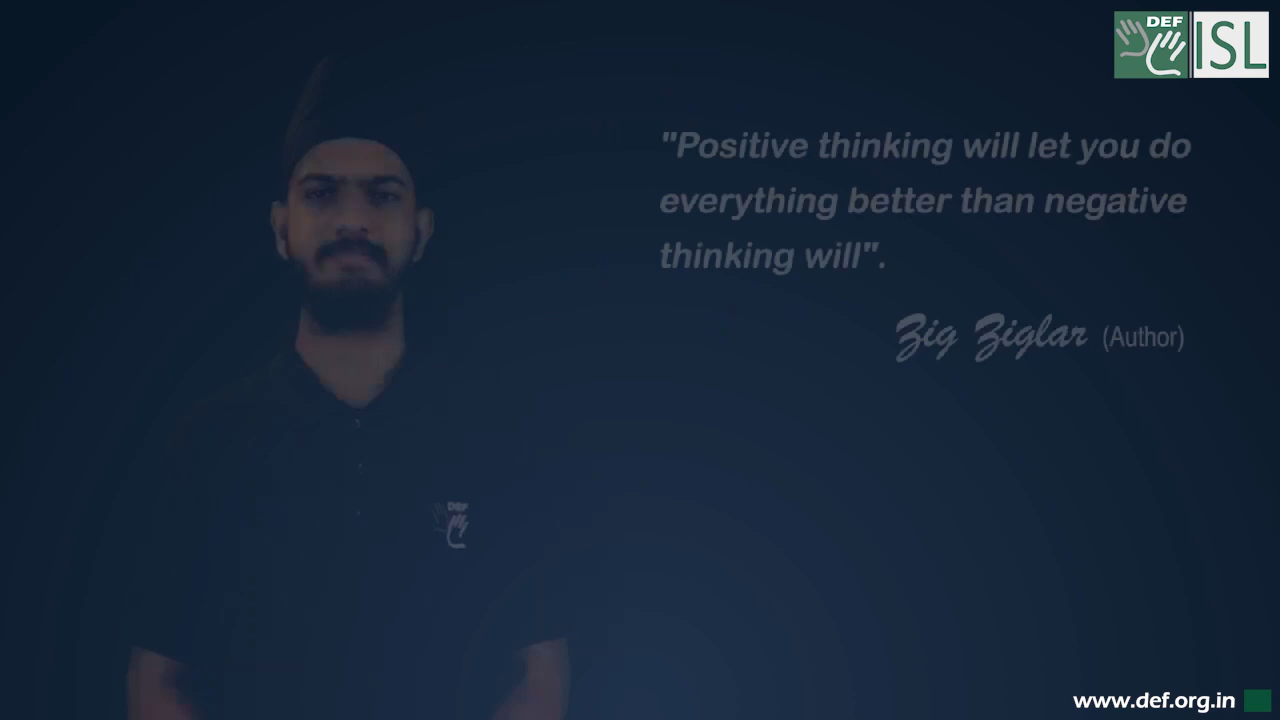 DEF
ISL
"Positive thinking will let you do
everything better than negative
thinking will".
Zig Ziglar (Author)
DEF
www.def.org.in